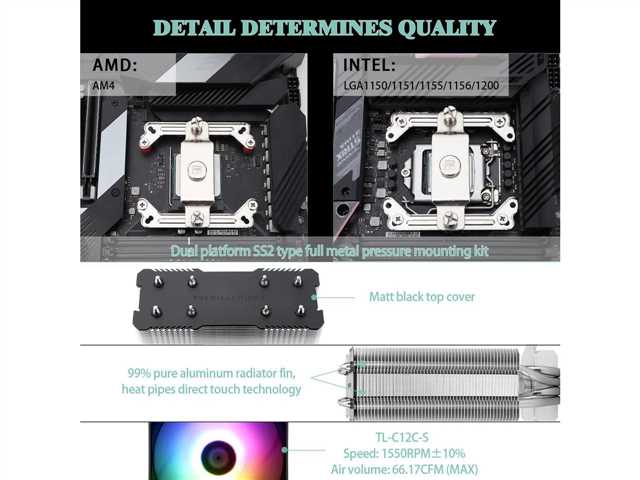 DETAIL DETERMINES QUALITY
AMD:
AM4
INTEL:
LGA1150/1151/1155/1156/1200
Dual platform SS2 type full metal pressure mounting kit
Matt black top cover
99% pure aluminum radiator fin,
heat pipes direct touch technology
TL-C12C-S
Speed: 1550RPM±10%
Air volume: 66.17CFM (MAX)